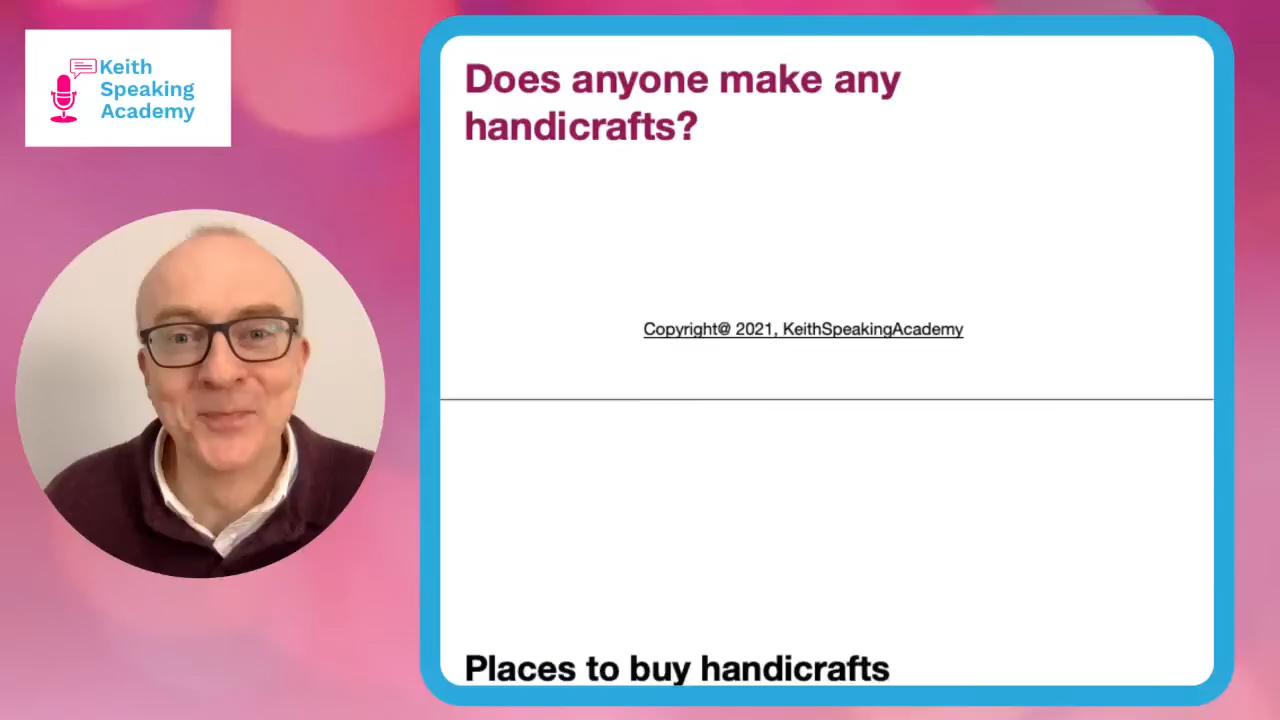 Keith
Speaking
Academy
Does anyone make any
handicrafts?
Copyright@ 2021, KeithSpeakingAcademy
Places to buy handicrafts